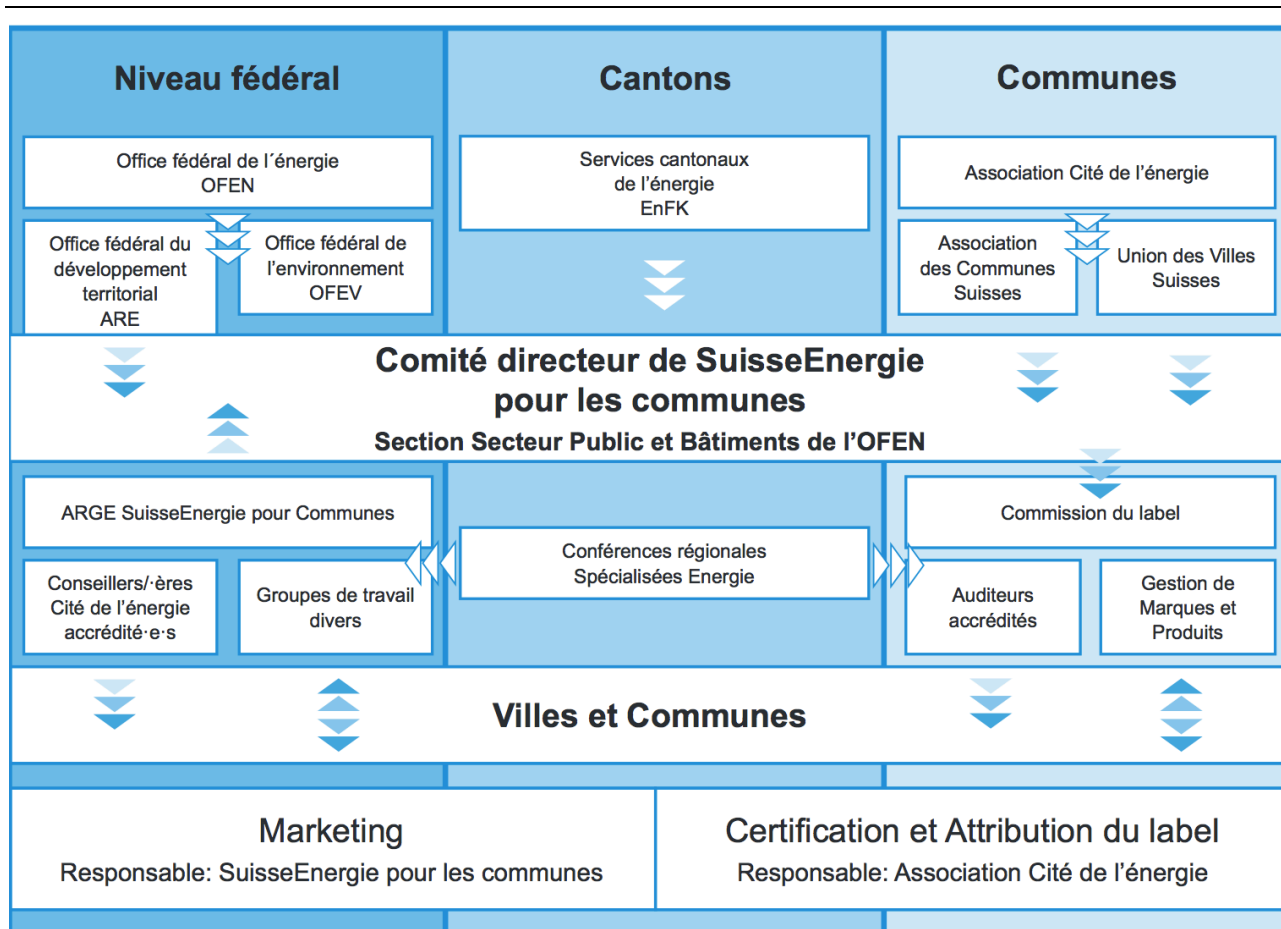 Niveau fédéral
Cantons
Communes
Office fédéral de l´énergie
OFEN
Services cantonaux
de l'énergie
EnFK
Association Cité de l'énergie
Office fédéral du
développement
territorial
ARE
Office fédéral de
l'environnement
OFEV
Association
des Communes
Suisses
Union des Villes
Suisses
Comité directeur de SuisseEnergie
pour les communes
Section Secteur Public et Bâtiments de l'OFEN
ARGE SuisseEnergie pour Communes
Conseillers/·ères
Cité de l'énergie
accrédité·e·s
Groupes de travail
divers
Conférences régionales
Spécialisées Energie
Commission du label
Auditeurs
accrédités
Gestion de
Marques et
Produits
Villes et Communes
Marketing
Responsable: SuisseEnergie pour les communes
Certification et Attribution du label
Responsable: Association Cité de l'énergie